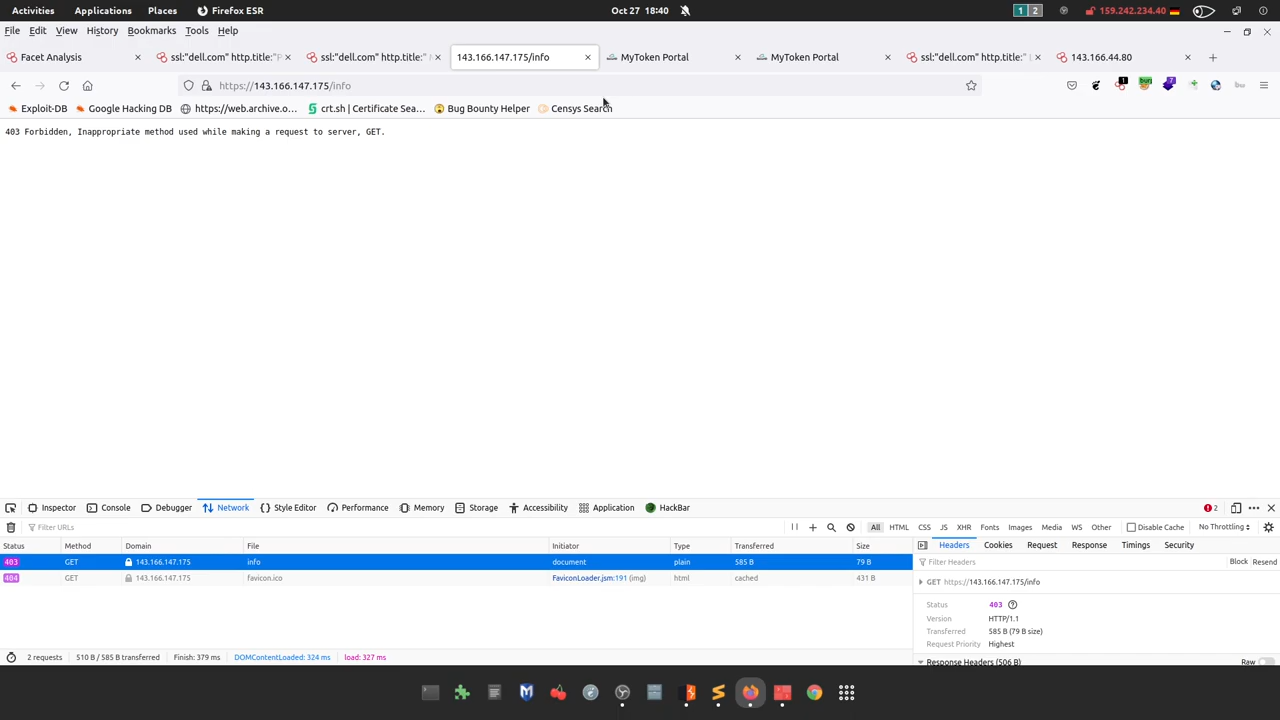 Activities Applications Places Firefox ESR Oct 27 18:40 1 2 159.242.234.40
File Edit View History Bookmarks Tools Help
Facet Analysis × ssl:"dell.com" http.title:"P × ssl:"dell.com" http.title:" × 143.166.147.175/info × MyToken Portal × MyToken Portal × ssl:"dell.com" http.title:" × 143.166.44.80 × +
https://143.166.147.175/info
Exploit-DB Google Hacking DB https://web.archive.o… crt.sh | Certificate Sea… Bug Bounty Helper Censys Search
403 Forbidden, Inappropriate method used while making a request to server, GET.
Inspector Console Debugger Network Style Editor Performance Memory Storage Accessibility Application HackBar 2
Filter URLs All HTML CSS JS XHR Fonts Images Media WS Other Disable Cache No Throttling
Status Method Domain File Initiator Type Transferred Size Headers Cookies Request Response Timings Security
403 GET 143.166.147.175 info document plain 585 B 79 B Filter Headers Block Resend
404 GET 143.166.147.175 favicon.ico FaviconLoader.jsm:191 (img) html cached 431 B
GET https://143.166.147.175/info
Status 403
Version HTTP/1.1
Transferred 585 B (79 B size)
Request Priority Highest
2 requests 510 B / 585 B transferred Finish: 379 ms DOMContentLoaded: 324 ms load: 327 ms
Response Headers (506 B) Raw